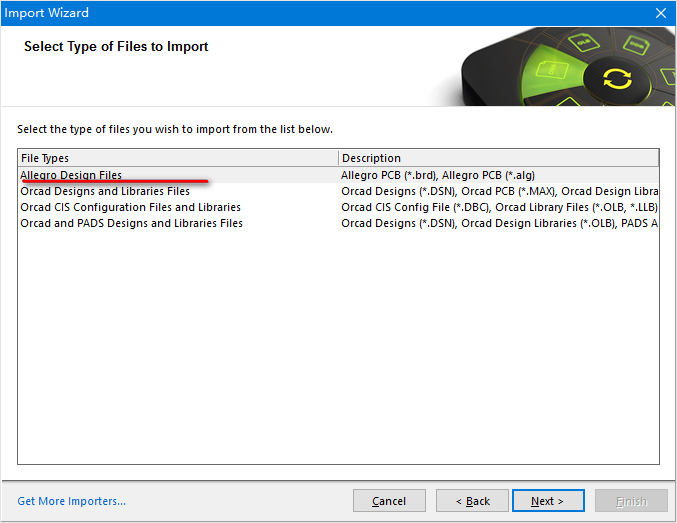 Import Wizard
Select Type of Files to Import
Select the type of files you wish to import from the list below.
File Types Description
Allegro Design Files Allegro PCB (*.brd), Allegro PCB (*.alg)
Orcad Designs and Libraries Files Orcad Designs (*.DSN), Orcad PCB (*.MAX), Orcad Design Libra
Orcad CIS Configuration Files and Libraries Orcad CIS Config File (*.DBC), Orcad Library Files (*.OLB, *.LLB)
Orcad and PADS Designs and Libraries Files Orcad Designs (*.DSN), Orcad Design Libraries (*.OLB), PADS A
Get More Importers... Cancel < Back Next > Finish